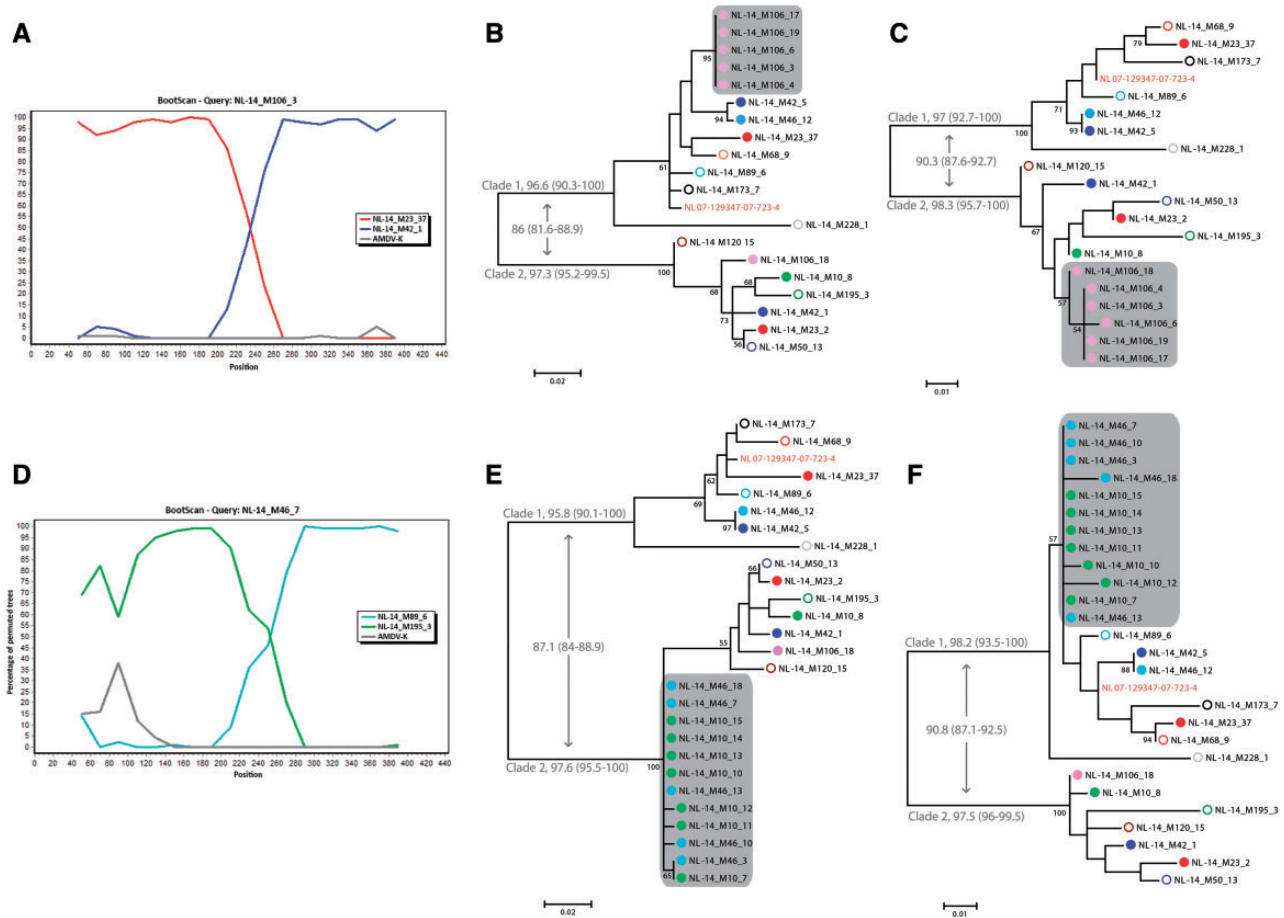 A
BootScan - Query: NL-14_M106_3
100
95
90
85
80
75
70
65
60
55
50
45
40
35
30
25
20
15
10
5
0
0 20 40 60 80 100 120 140 160 180 200 220 240 260 280 300 320 340 360 380 400 420 440
Position
NL-14_M23_37
NL-14_M42_1
AMDV-K
B
NL-14_M106_17
NL-14_M106_19
NL-14_M106_6
NL-14_M106_3
NL-14_M106_4
95
NL-14_M42_5
NL-14_M46_12
94
NL-14_M23_37
NL-14_M68_9
61
NL-14_M89_6
NL-14_M173_7
NL07-129347-07-723-4
NL-14_M228_1
Clade 1, 96.6 (90.3-100)
86 (81.6-88.9)
Clade 2, 97.3 (95.2-99.5)
NL-14_M120_15
100
NL-14_M106_18
68
NL-14_M10_8
68
NL-14_M195_3
NL-14_M42_1
73
NL-14_M23_2
56
NL-14_M50_13
0.02
C
NL-14_M68_9
79
NL-14_M23_37
NL-14_M173_7
NL07-129347-07-723-4
71
NL-14_M89_6
NL-14_M46_12
93
NL-14_M42_5
100
NL-14_M228_1
Clade 1, 97 (92.7-100)
90.3 (87.6-92.7)
Clade 2, 98.3 (95.7-100)
NL-14_M120_15
NL-14_M42_1
67
NL-14_M50_13
NL-14_M23_2
NL-14_M195_3
NL-14_M10_8
NL-14_M106_18
57
NL-14_M106_4
NL-14_M106_3
NL-14_M106_6
54
NL-14_M106_19
NL-14_M106_17
0.01
D
BootScan - Query: NL-14_M46_7
Percentage of permuted trees
100
95
90
85
80
75
70
65
60
55
50
45
40
35
30
25
20
15
10
5
0
0 20 40 60 80 100 120 140 160 180 200 220 240 260 280 300 320 340 360 380 400 420 440
Position
NL-14_M89_6
NL-14_M195_3
AMDV-K
E
NL-14_M173_7
NL-14_M68_9
NL07-129347-07-723-4
62
NL-14_M23_37
69
NL-14_M89_6
NL-14_M46_12
97
NL-14_M42_5
NL-14_M228_1
Clade 1, 95.8 (90.1-100)
87.1 (84-88.9)
Clade 2, 97.6 (95.5-100)
NL-14_M50_13
66
NL-14_M23_2
NL-14_M195_3
NL-14_M10_8
NL-14_M42_1
55
NL-14_M106_18
NL-14_M120_15
NL-14_M46_18
NL-14_M46_7
NL-14_M10_15
NL-14_M10_14
NL-14_M10_13
NL-14_M10_10
100
NL-14_M46_13
NL-14_M10_12
NL-14_M10_11
NL-14_M46_10
NL-14_M46_3
65
NL-14_M10_7
0.02
F
NL-14_M46_7
NL-14_M46_10
NL-14_M46_3
NL-14_M46_18
NL-14_M10_15
NL-14_M10_14
NL-14_M10_13
57
NL-14_M10_11
NL-14_M10_10
NL-14_M10_12
NL-14_M10_7
NL-14_M46_13
NL-14_M89_6
NL-14_M42_5
88
NL-14_M46_12
NL07-129347-07-723-4
NL-14_M173_7
NL-14_M23_37
94
NL-14_M68_9
NL-14_M228_1
Clade 1, 98.2 (93.5-100)
90.8 (87.1-92.5)
Clade 2, 97.5 (96-99.5)
NL-14_M106_18
100
NL-14_M10_8
NL-14_M195_3
NL-14_M120_15
NL-14_M42_1
NL-14_M23_2
NL-14_M50_13
0.01